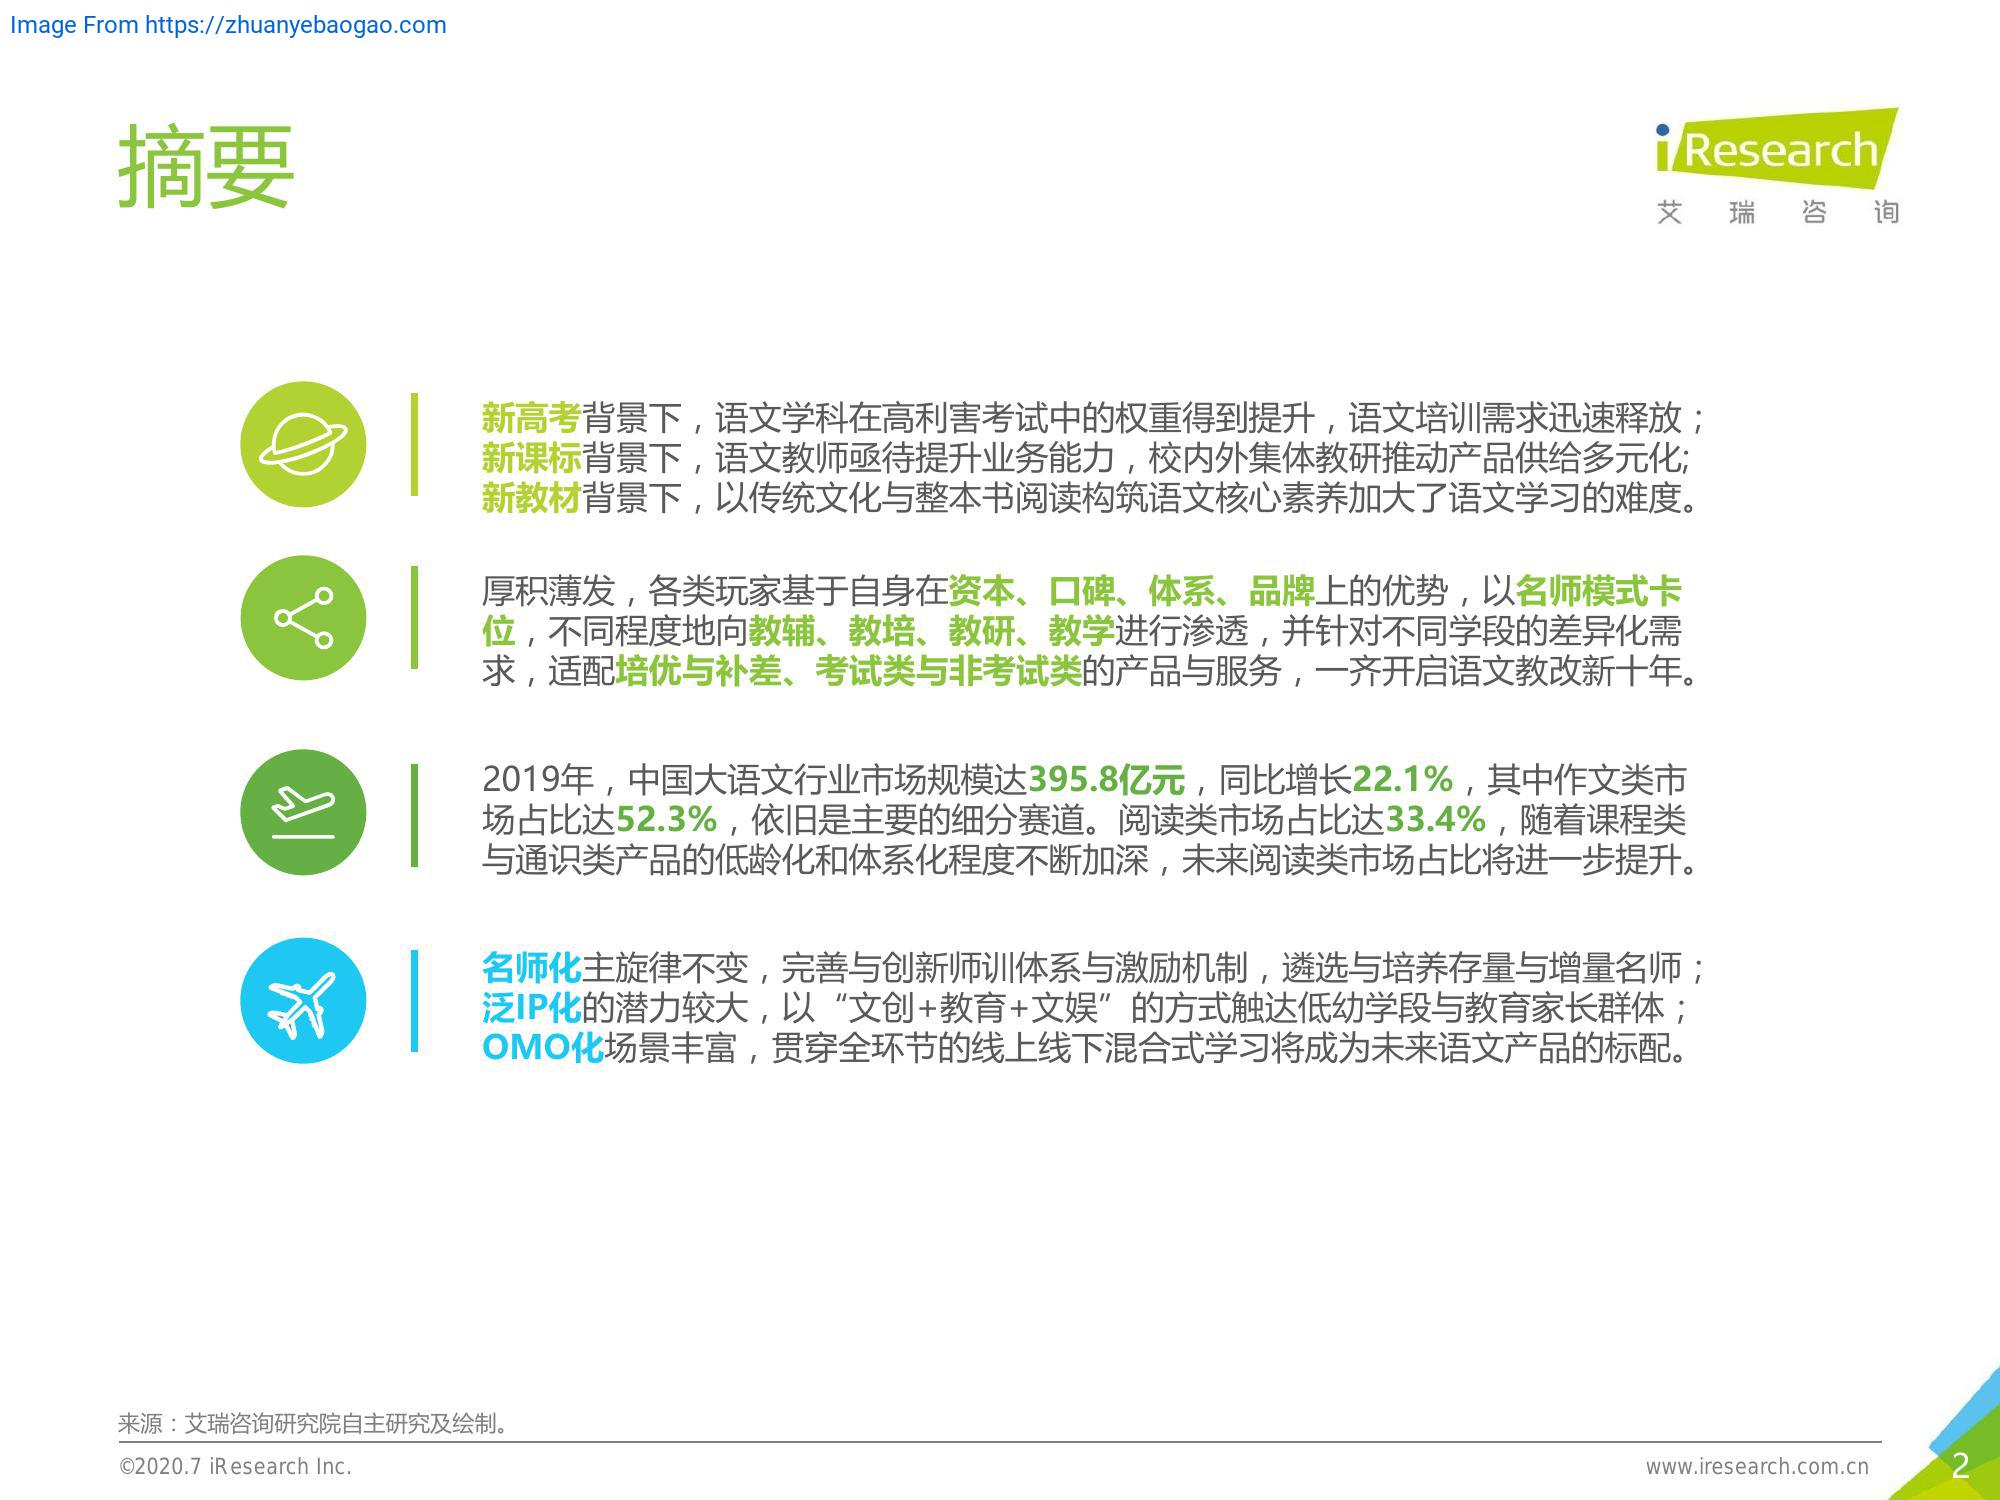 Image From https://zhuanyebaogao.com
摘要
iResearch
艾瑞咨询
新高考背景下，语文学科在高利害考试中的权重得到提升，语文培训需求迅速释放；
新课标背景下，语文教师亟待提升业务能力，校内外集体教研推动产品供给多元化;
新教材背景下，以传统文化与整本书阅读构筑语文核心素养加大了语文学习的难度。
厚积薄发，各类玩家基于自身在资本、口碑、体系、品牌上的优势，以名师模式卡
位，不同程度地向教辅、教培、教研、教学进行渗透，并针对不同学段的差异化需
求，适配培优与补差、考试类与非考试类的产品与服务，一齐开启语文教改新十年。
2019年，中国大语文行业市场规模达395.8亿元，同比增长22.1%，其中作文类市
场占比达52.3%，依旧是主要的细分赛道。阅读类市场占比达33.4%，随着课程类
与通识类产品的低龄化和体系化程度不断加深，未来阅读类市场占比将进一步提升。
名师化主旋律不变，完善与创新师训体系与激励机制，遴选与培养存量与增量名师；
泛IP化的潜力较大，以“文创+教育+文娱”的方式触达低幼学段与教育家长群体；
OMO化场景丰富，贯穿全环节的线上线下混合式学习将成为未来语文产品的标配。
来源：艾瑞咨询研究院自主研究及绘制。
©2020.7 iResearch Inc.
www.iresearch.com.cn
2